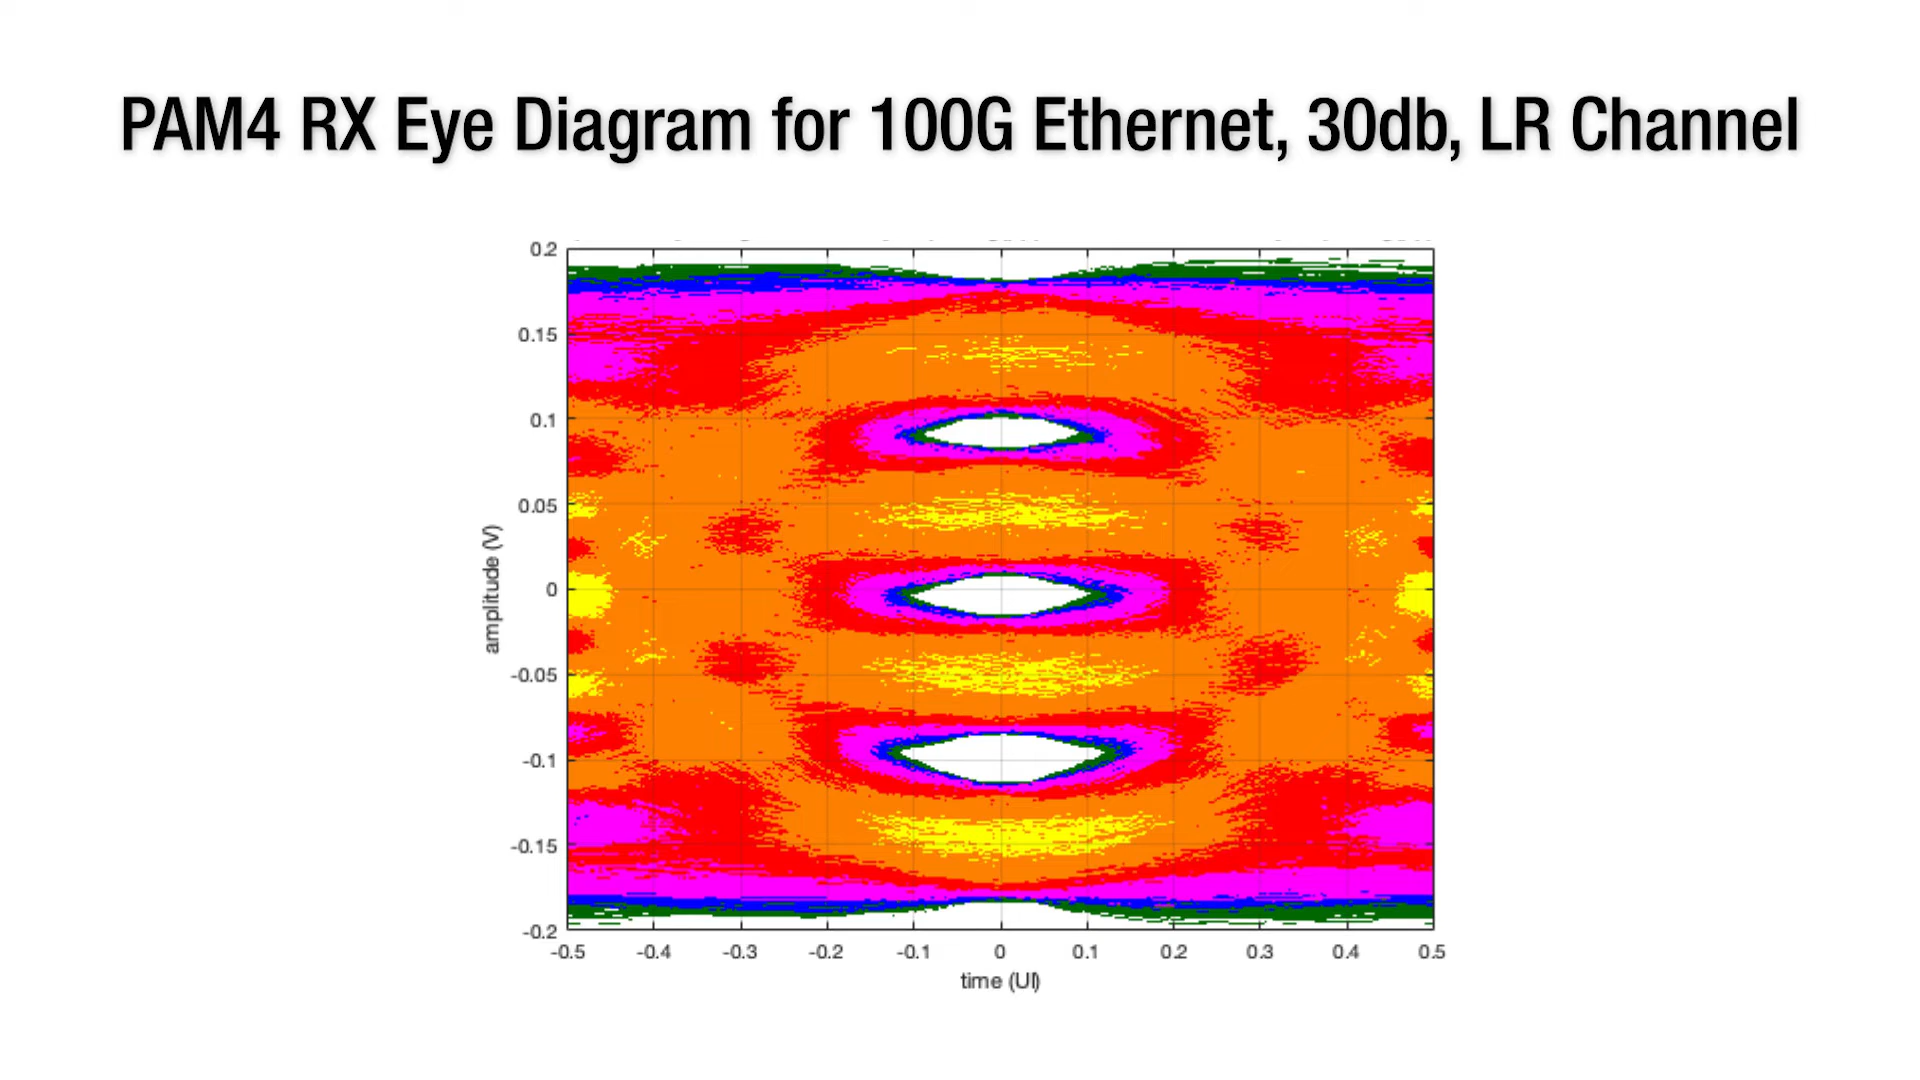 PAM4 RX Eye Diagram for 100G Ethernet, 30db, LR Channel
0.2
0.15
0.1
0.05
0
-0.05
-0.1
-0.15
-0.2
amplitude (V)
-0.5 -0.4 -0.3 -0.2 -0.1 0 0.1 0.2 0.3 0.4 0.5
time (UI)